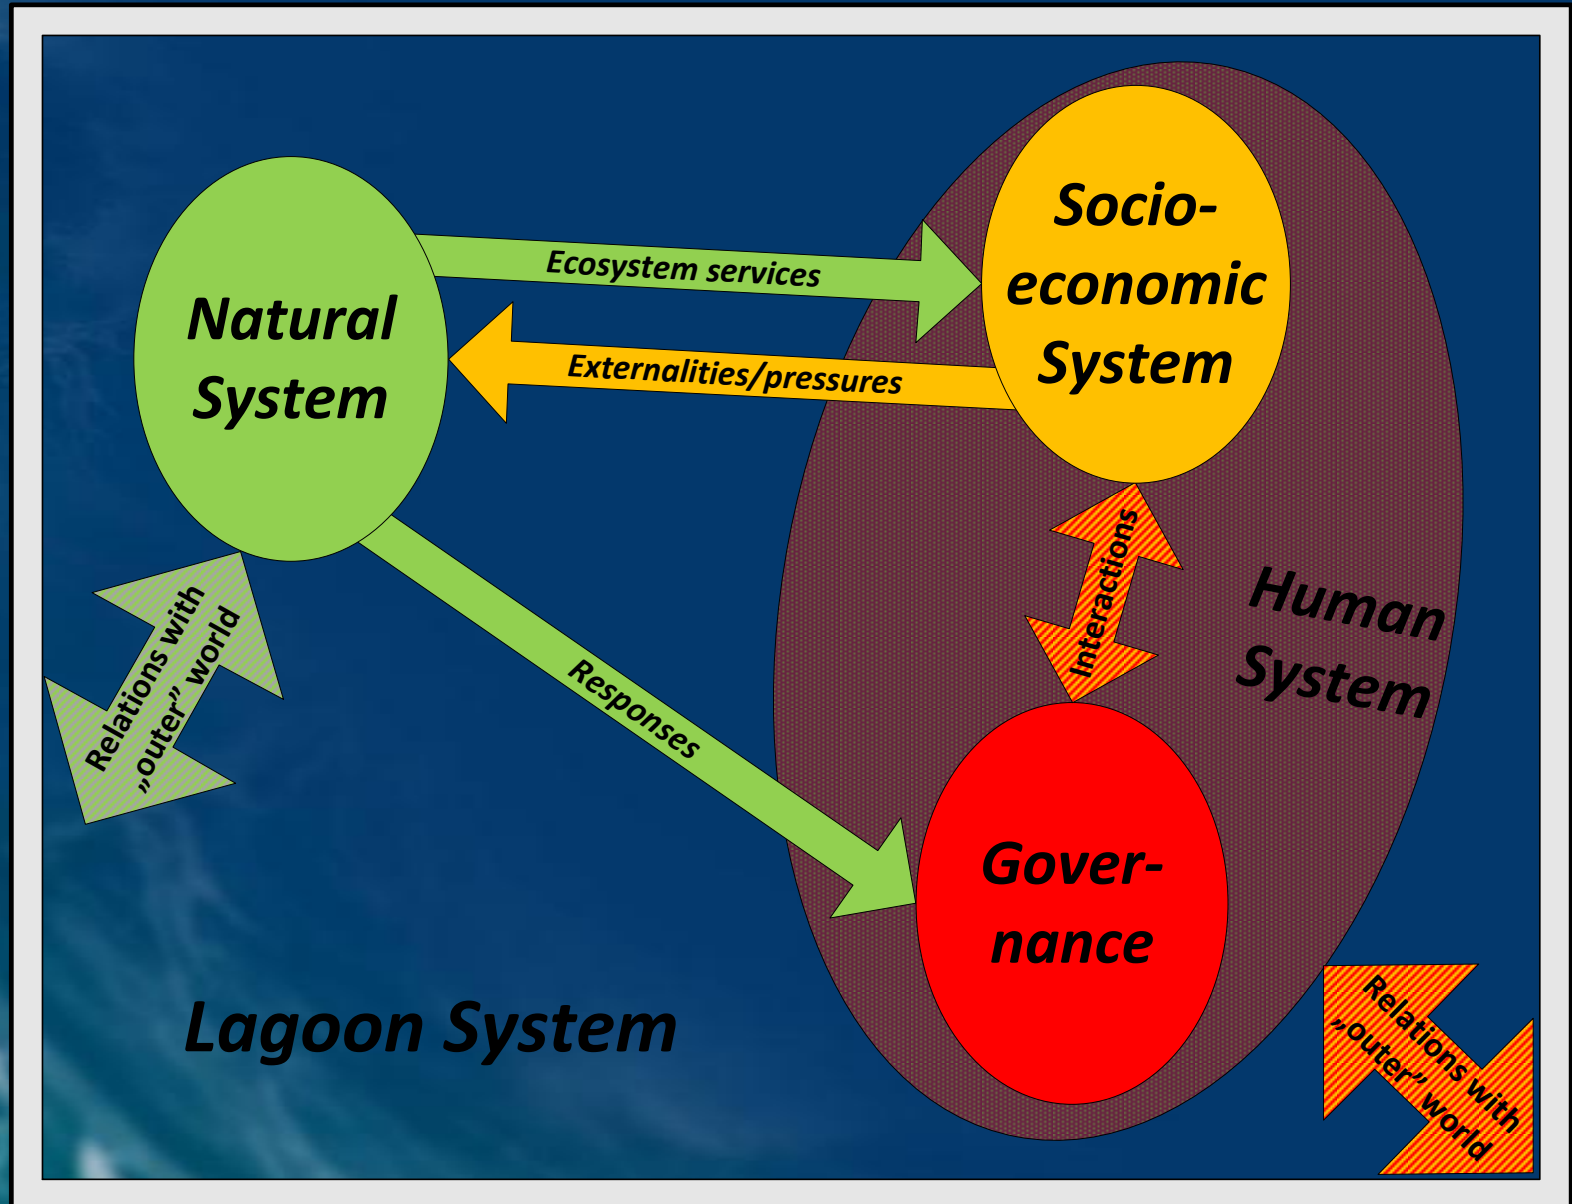 Socio-
economic
System
Ecosystem services
Natural
System
Externalities/pressures
Interactions
Human
System
Relations with
„outer” world
Responses
Gover-
nance
Lagoon System
Relations with
„outer” world